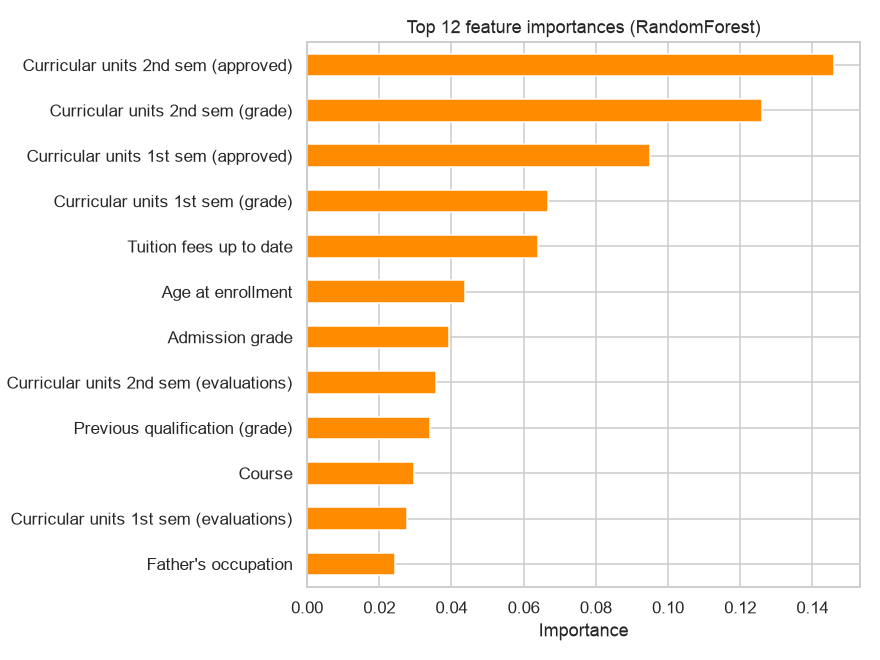 Top 12 feature importances (RandomForest)
Curricular units 2nd sem (approved)
Curricular units 2nd sem (grade)
Curricular units 1st sem (approved)
Curricular units 1st sem (grade)
Tuition fees up to date
Age at enrollment
Admission grade
Curricular units 2nd sem (evaluations)
Previous qualification (grade)
Course
Curricular units 1st sem (evaluations)
Father's occupation
0.00 0.02 0.04 0.06 0.08 0.10 0.12 0.14
Importance